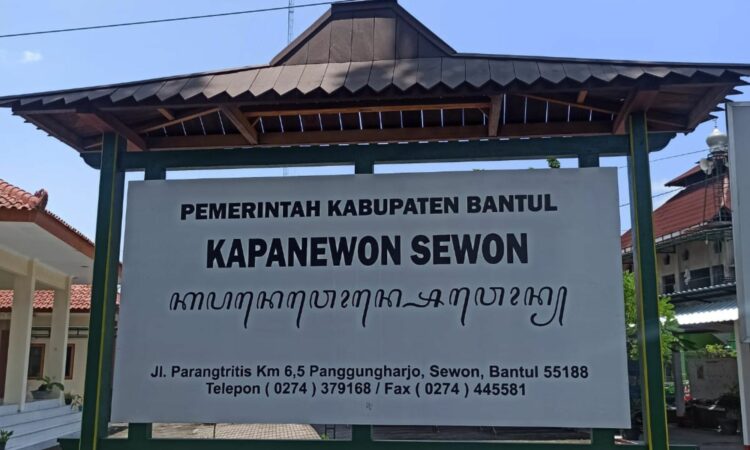 PEMERINTAH KABUPATEN BANTUL
KAPANEWON SEWON
ꦏꦥꦤꦺꦮꦺꦴꦤ꧀ꦱꦺꦮꦺꦴꦤ꧀
Jl. Parangtritis Km 6,5 Panggungharjo, Sewon, Bantul 55188
Telepon ( 0274 ) 379168 / Fax ( 0274 ) 445581